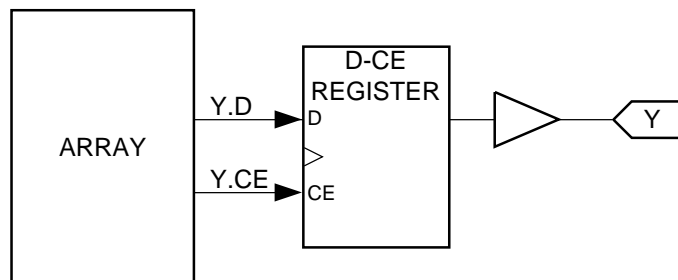 D-CE
REGISTER
Y.D
D
Y
ARRAY
Y.CE
CE